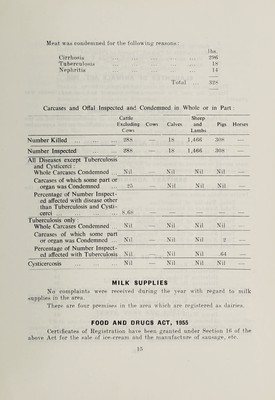 Meat was condemned for the following reasons:
lbs.
Cirrhosis ... ... ... ... 296
Tuberculosis ... ... ... ... 18
Nephritis ... ... ... ... 14
Total ... 328
Carcases and Offal Inspected and Condemned in Whole or in Part:
Cattle Excluding Cows Cows Calves Sheep and Lambs Pigs Horses
Number Killed 288 — 18 1,466 308 —
Number Inspected 288 — 18 1,466 308 —
All Diseases except Tuberculosis
and Cysticerci:
Whole Carcases Condemned ... Nil — Nil Nil Nil —
Carcases of which some part or
organ was Condemned ... 25 — Nil Nil Nil —
Percentage of Number Inspect-
ed affected with disease other
than Tuberculosis and Cysti-
cerci ... 8.68 — — — — —
Tuberculosis only:
Whole Carcases Condemned Nil — Nil Nil Nil —
Carcases of which some part
or organ was Condemned ... Nil — Nil Nil 2 —
Percentage of Number Inspect-
ed affected with Tuberculosis Nil — Nil Nil .64 —
Cysticercosis Nil — Nil Nil Nil —
MILK SUPPLIES
No complaints were received during the year with regard to milk
supplies in the area.
There are four premises in the area which are registered as dairies.
FOOD AND DRUGS ACT, 1955
Certificates of Registration have been granted under Section 16 of the
above Act for the sale of ice-cream and the manufacture of sausage, etc.
15